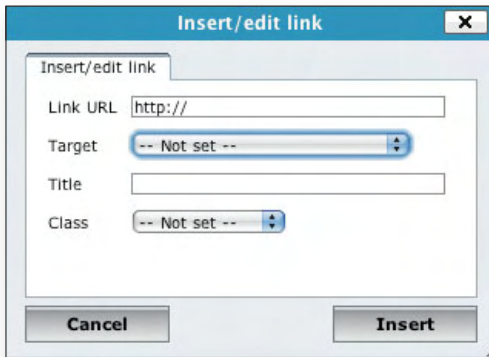 Insert/edit link
Insert/edit link
Link URL http://
Target -- Not set --
Title
Class -- Not set --
Cancel Insert